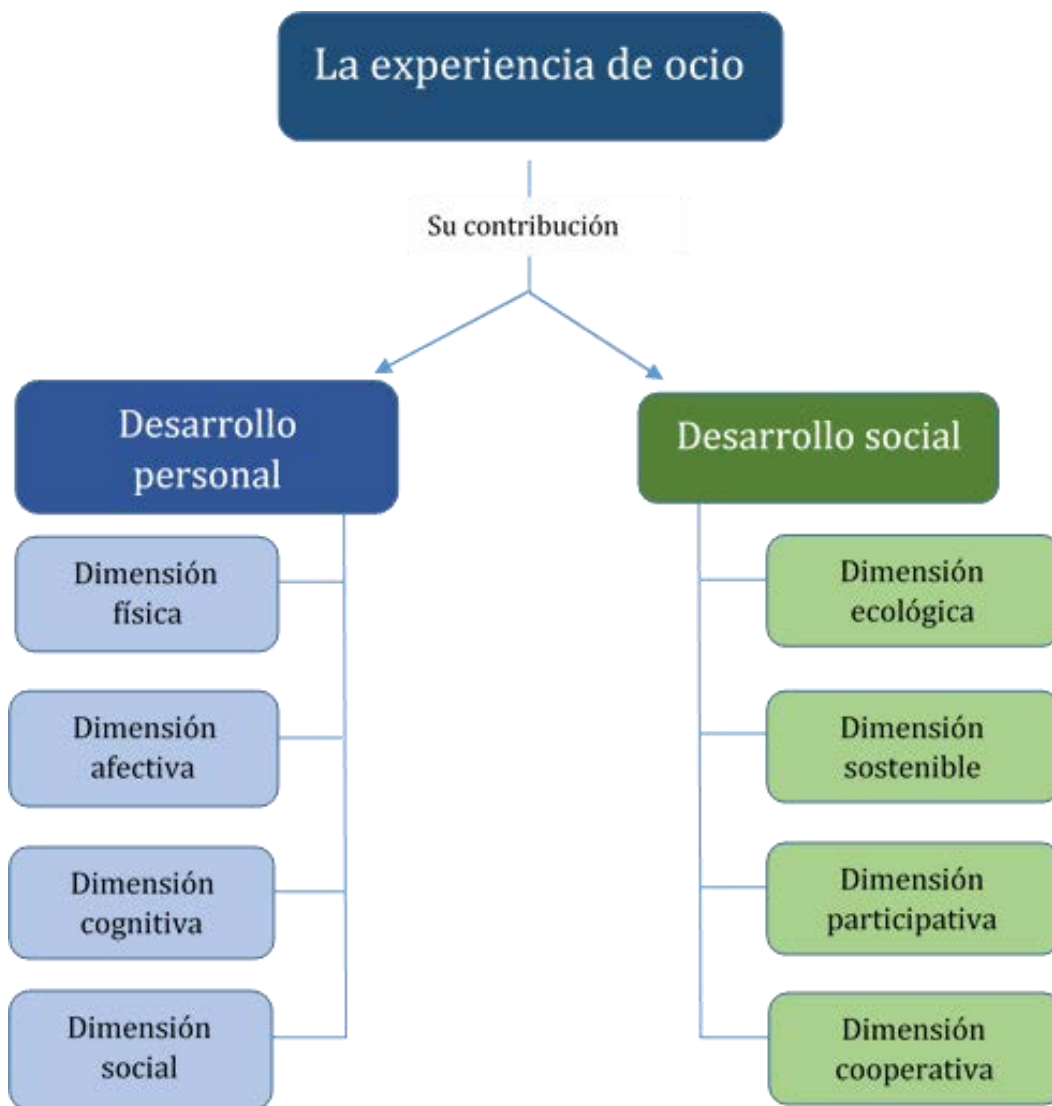 La experiencia de ocio
Su contribución
Desarrollo
personal
Dimensión
física
Dimensión
afectiva
Dimensión
cognitiva
Dimensión
social
Desarrollo social
Dimensión
ecológica
Dimensión
sostenible
Dimensión
participativa
Dimensión
cooperativa